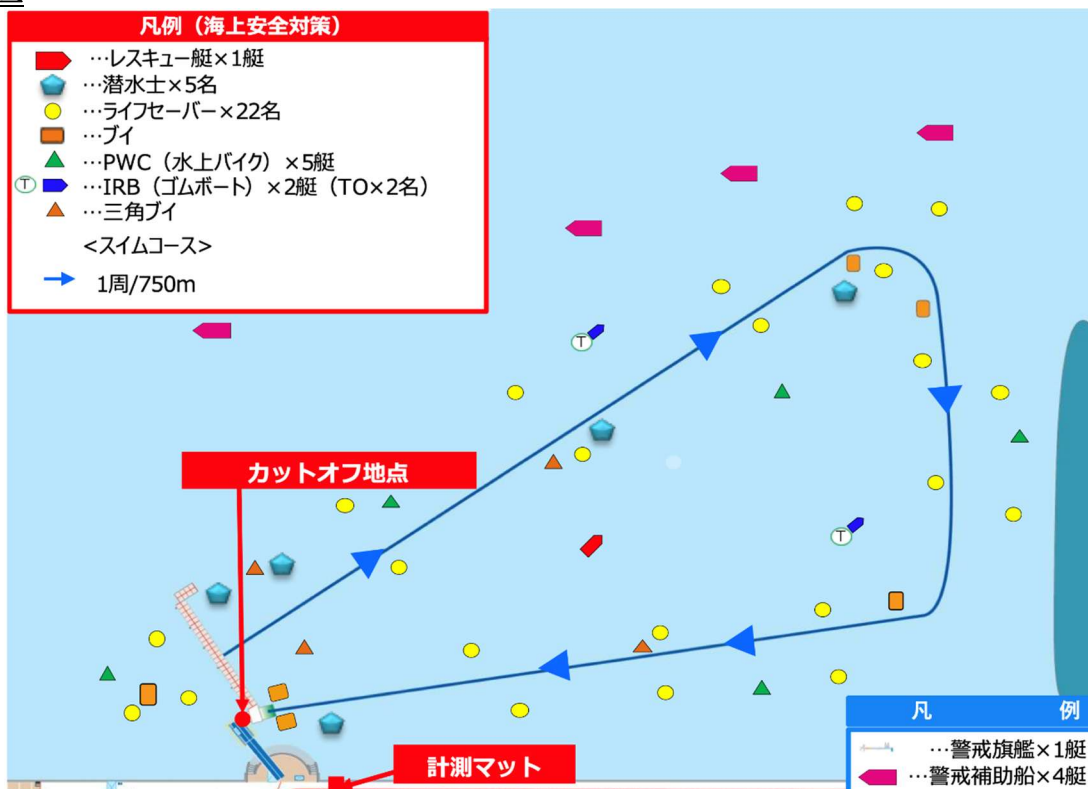 凡例（海上安全対策）
…レスキュー艇×1艇
…潜水士×5名
…ライフセーバー×22名
…ブイ
…PWC（水上バイク）×5艇
T …IRB（ゴムボート）×2艇（TO×2名）
…三角ブイ
<スイムコース>
1周/750m
T
カットオフ地点
T
計測マット
凡 例
…警戒旗艦×1艇
…警戒補助船×4艇